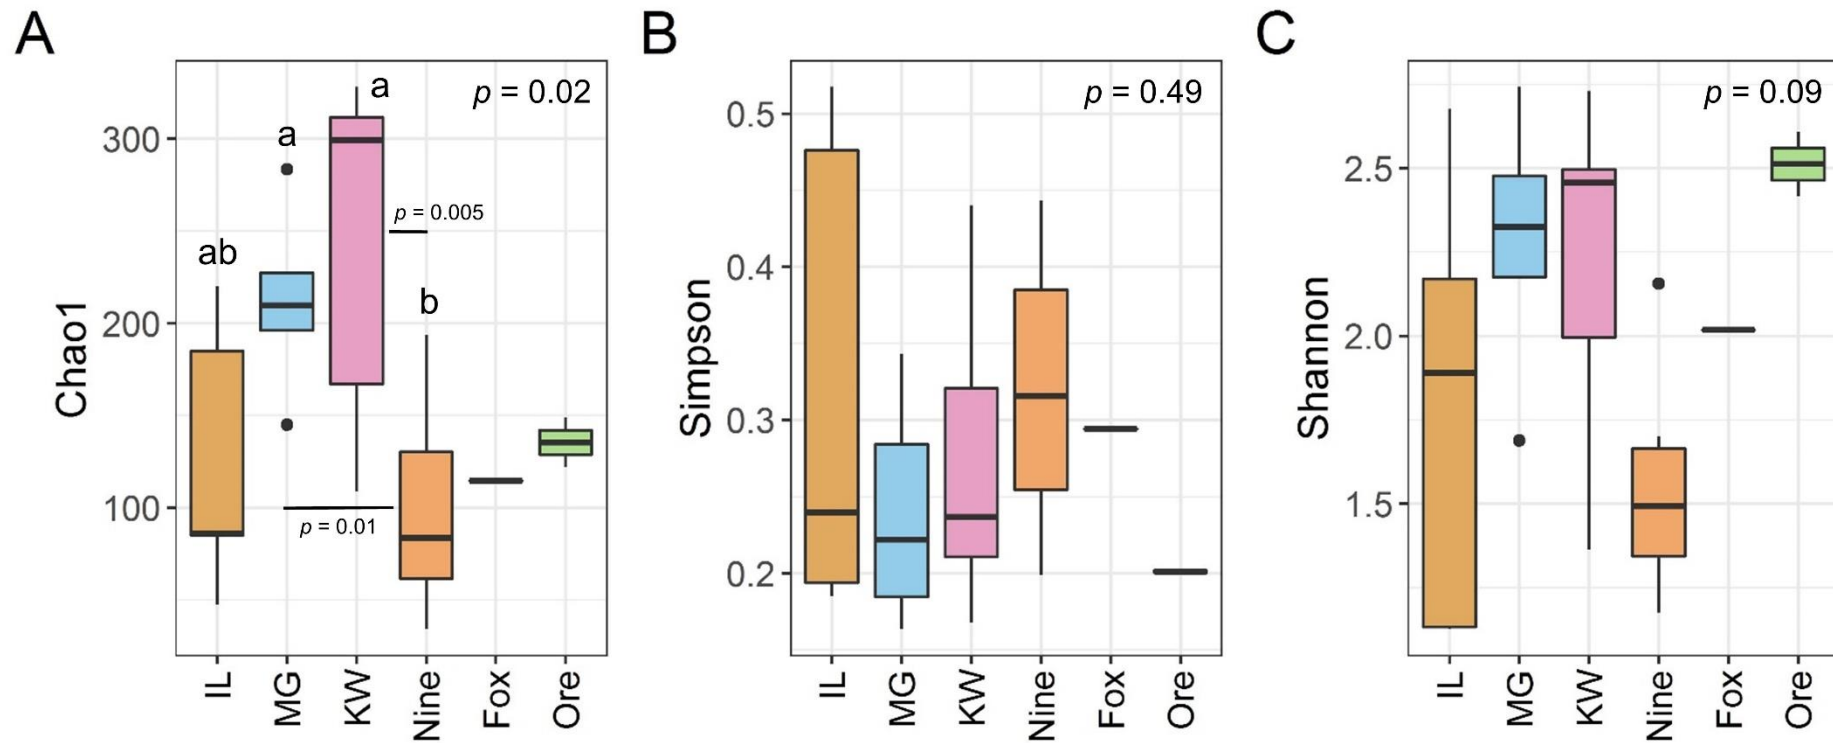 A
Chao1
300
200
100
ab
a
a
b
p = 0.02
p = 0.005
p = 0.01
IL
MG
KW
Nine
Fox
Ore
B
Simpson
0.5
0.4
0.3
0.2
p = 0.49
IL
MG
KW
Nine
Fox
Ore
C
Shannon
2.5
2.0
1.5
p = 0.09
IL
MG
KW
Nine
Fox
Ore